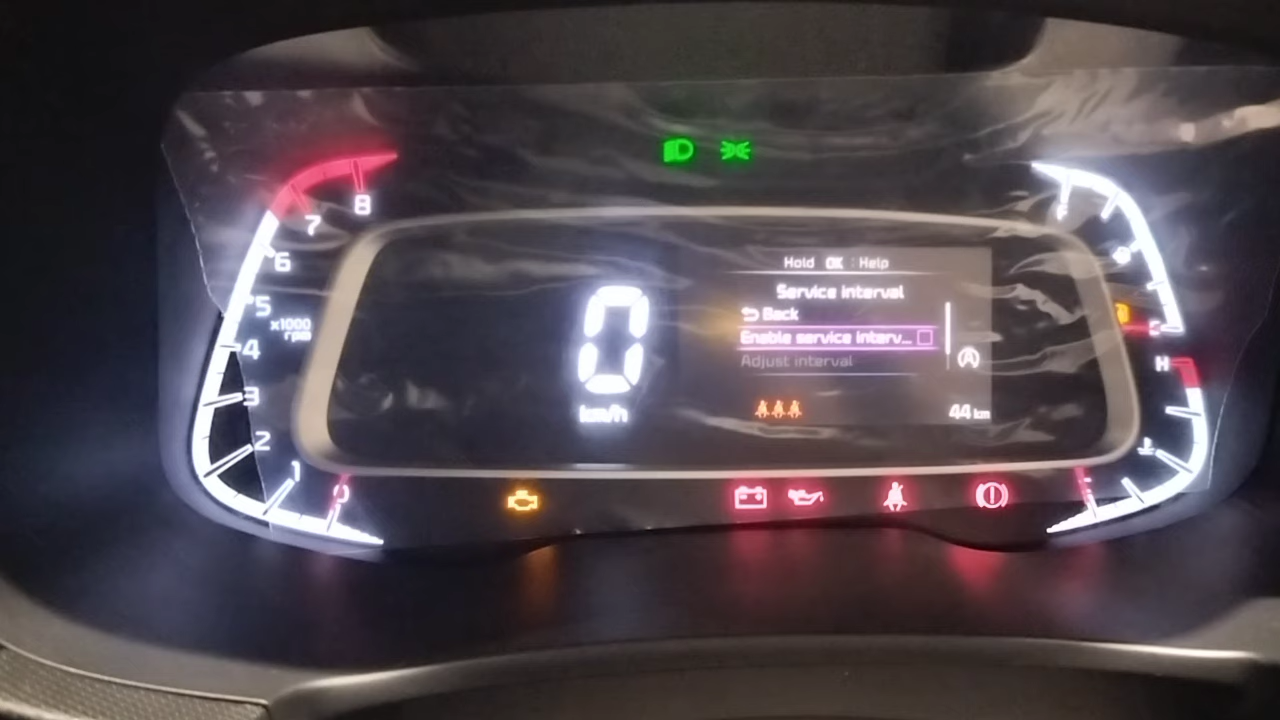 Hold OK : Help
Service interval
Back
Enable service interv...
Adjust interval
A
44 km
0
km/h
8
7
6
5
x1000
rpm
4
3
2
1
0
F
E
H